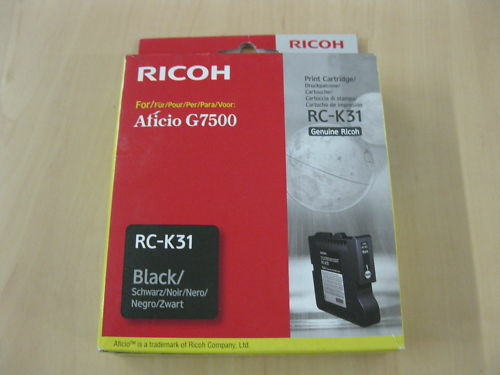 RICOH
RICOH
For/Für/Pour/Per/Para/Voor:
Aficio G7500
Print Cartridge/
Druckpatrone/
Cartouche/
Cartuccia di stampa/
Cartucho de impresión
RC-K31
Genuine Ricoh
RC-K31
Black/
Schwarz/Noir/Nero/
Negro/Zwart
RC-K31
Aficio™ is a trademark of Ricoh Company, Ltd.